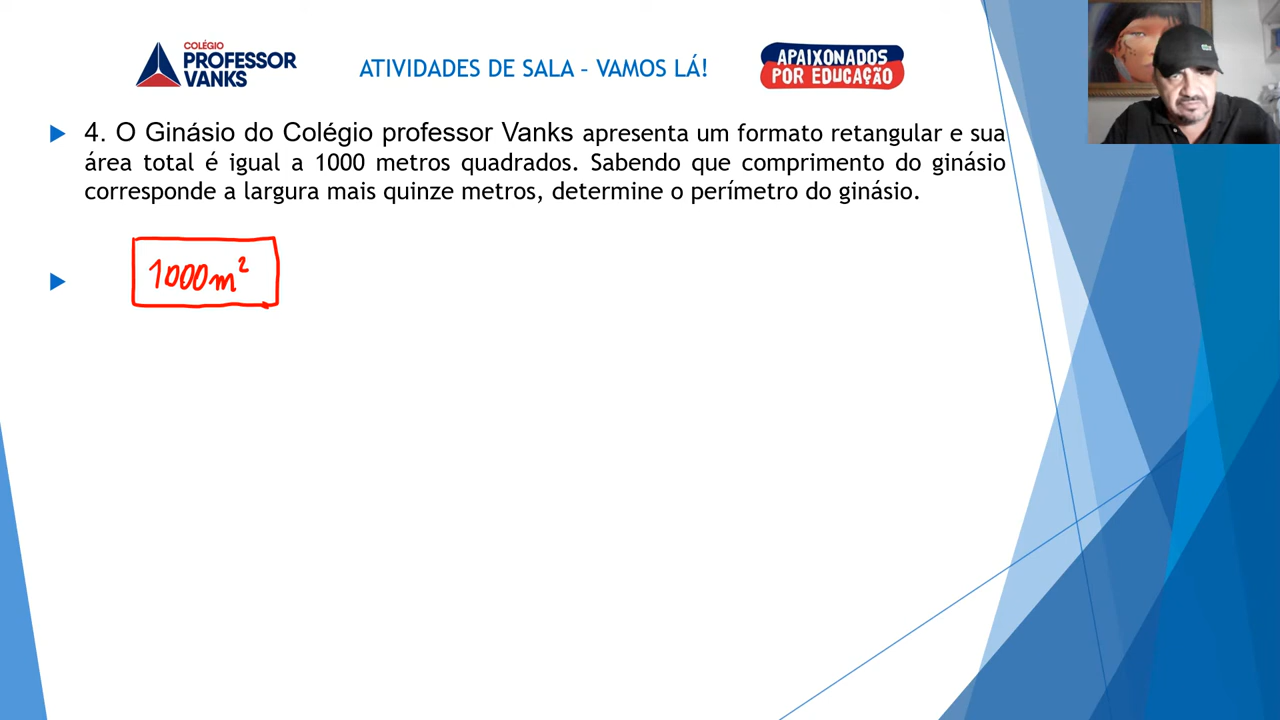 COLÉGIO
PROFESSOR
VANKS
ATIVIDADES DE SALA – VAMOS LÁ!
APAIXONADOS
POR EDUCAÇÃO
4. O Ginásio do Colégio professor Vanks apresenta um formato retangular e sua
área total é igual a 1000 metros quadrados. Sabendo que comprimento do ginásio
corresponde a largura mais quinze metros, determine o perímetro do ginásio.
1000m²